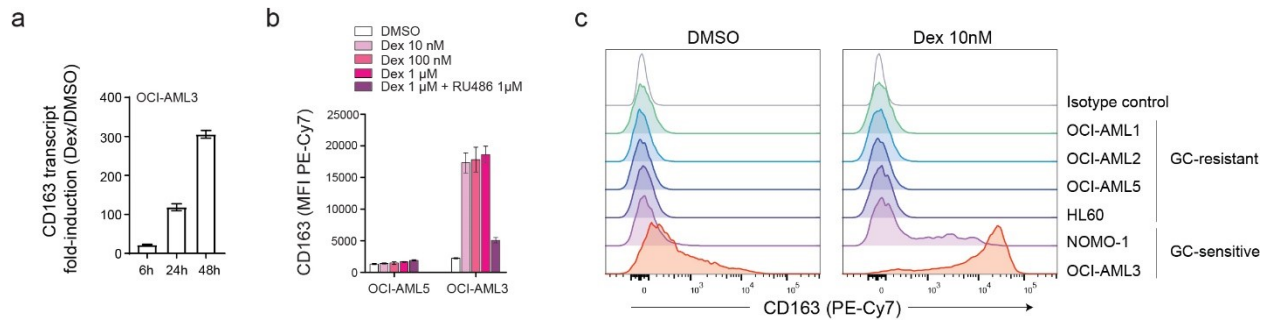 a
OCI-AML3
CD163 transcript
fold-induction (Dex/DMSO)
400
300
200
100
0
6h 24h 48h
b
DMSO
Dex 10 nM
Dex 100 nM
Dex 1 µM
Dex 1 µM + RU486 1µM
CD163 (MFI PE-Cy7)
25000
20000
15000
10000
5000
0
OCI-AML5 OCI-AML3
c
DMSO
Dex 10nM
Isotype control
OCI-AML1
OCI-AML2
OCI-AML5
HL60
NOMO-1
OCI-AML3
GC-resistant
GC-sensitive
0 10³ 10⁴ 10⁵
0 10³ 10⁴ 10⁵
CD163 (PE-Cy7)